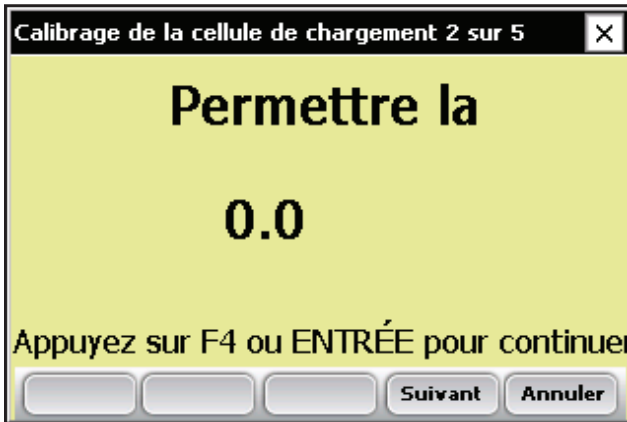 Calibrage de la cellule de chargement 2 sur 5
Permettre la
0.0
Appuyez sur F4 ou ENTRÉE pour continuer
Suivant Annuler